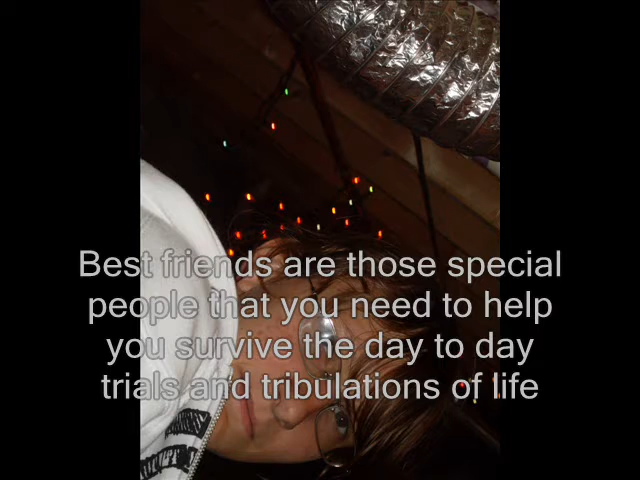 Best friends are those special
people that you need to help
you survive the day to day
trials and tribulations of life